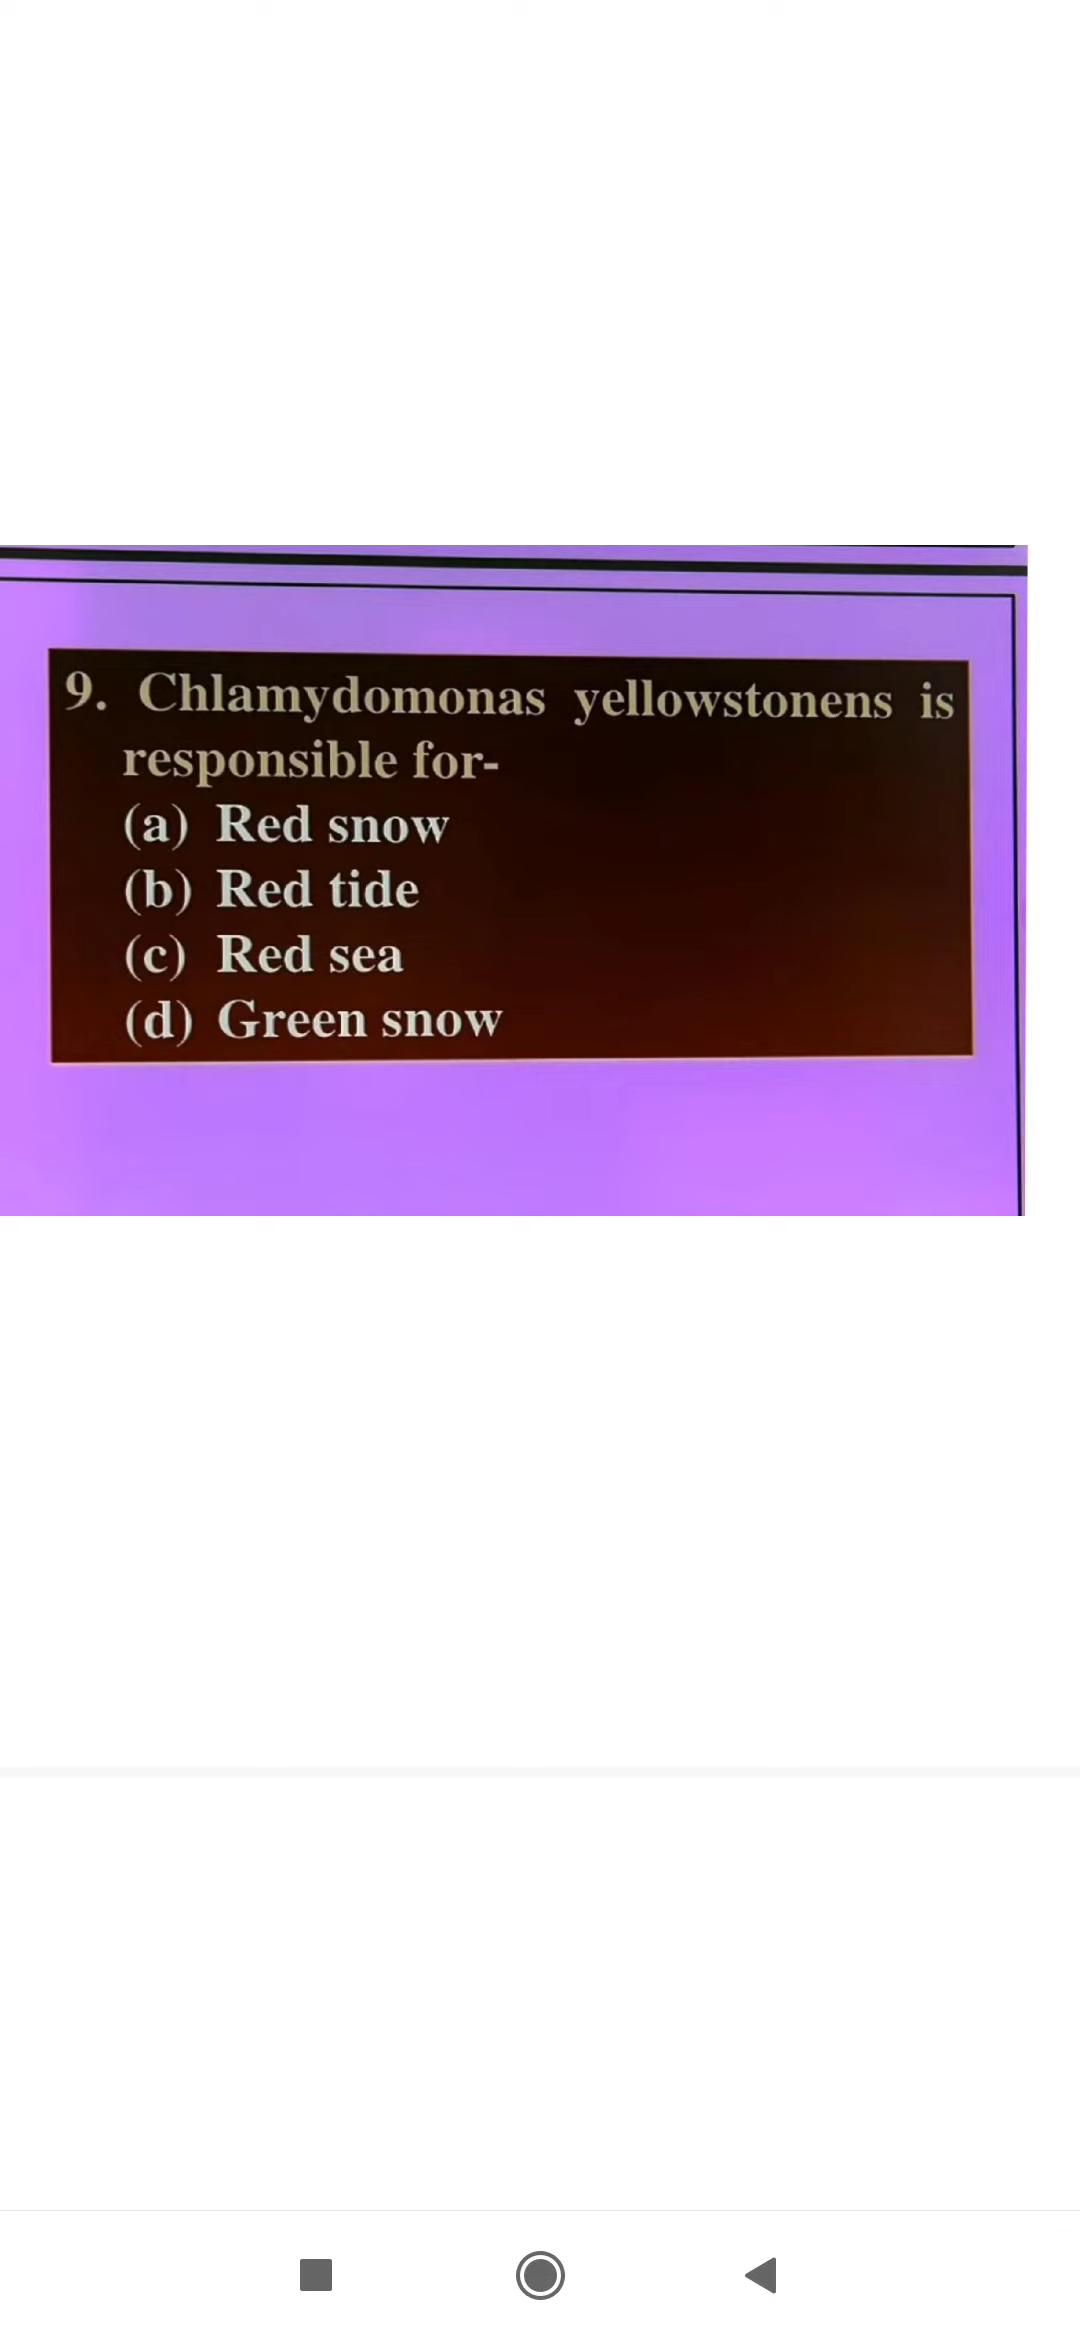 9. Chlamydomonas yellowstonens is
responsible for-
(a) Red snow
(b) Red tide
(c) Red sea
(d) Green snow